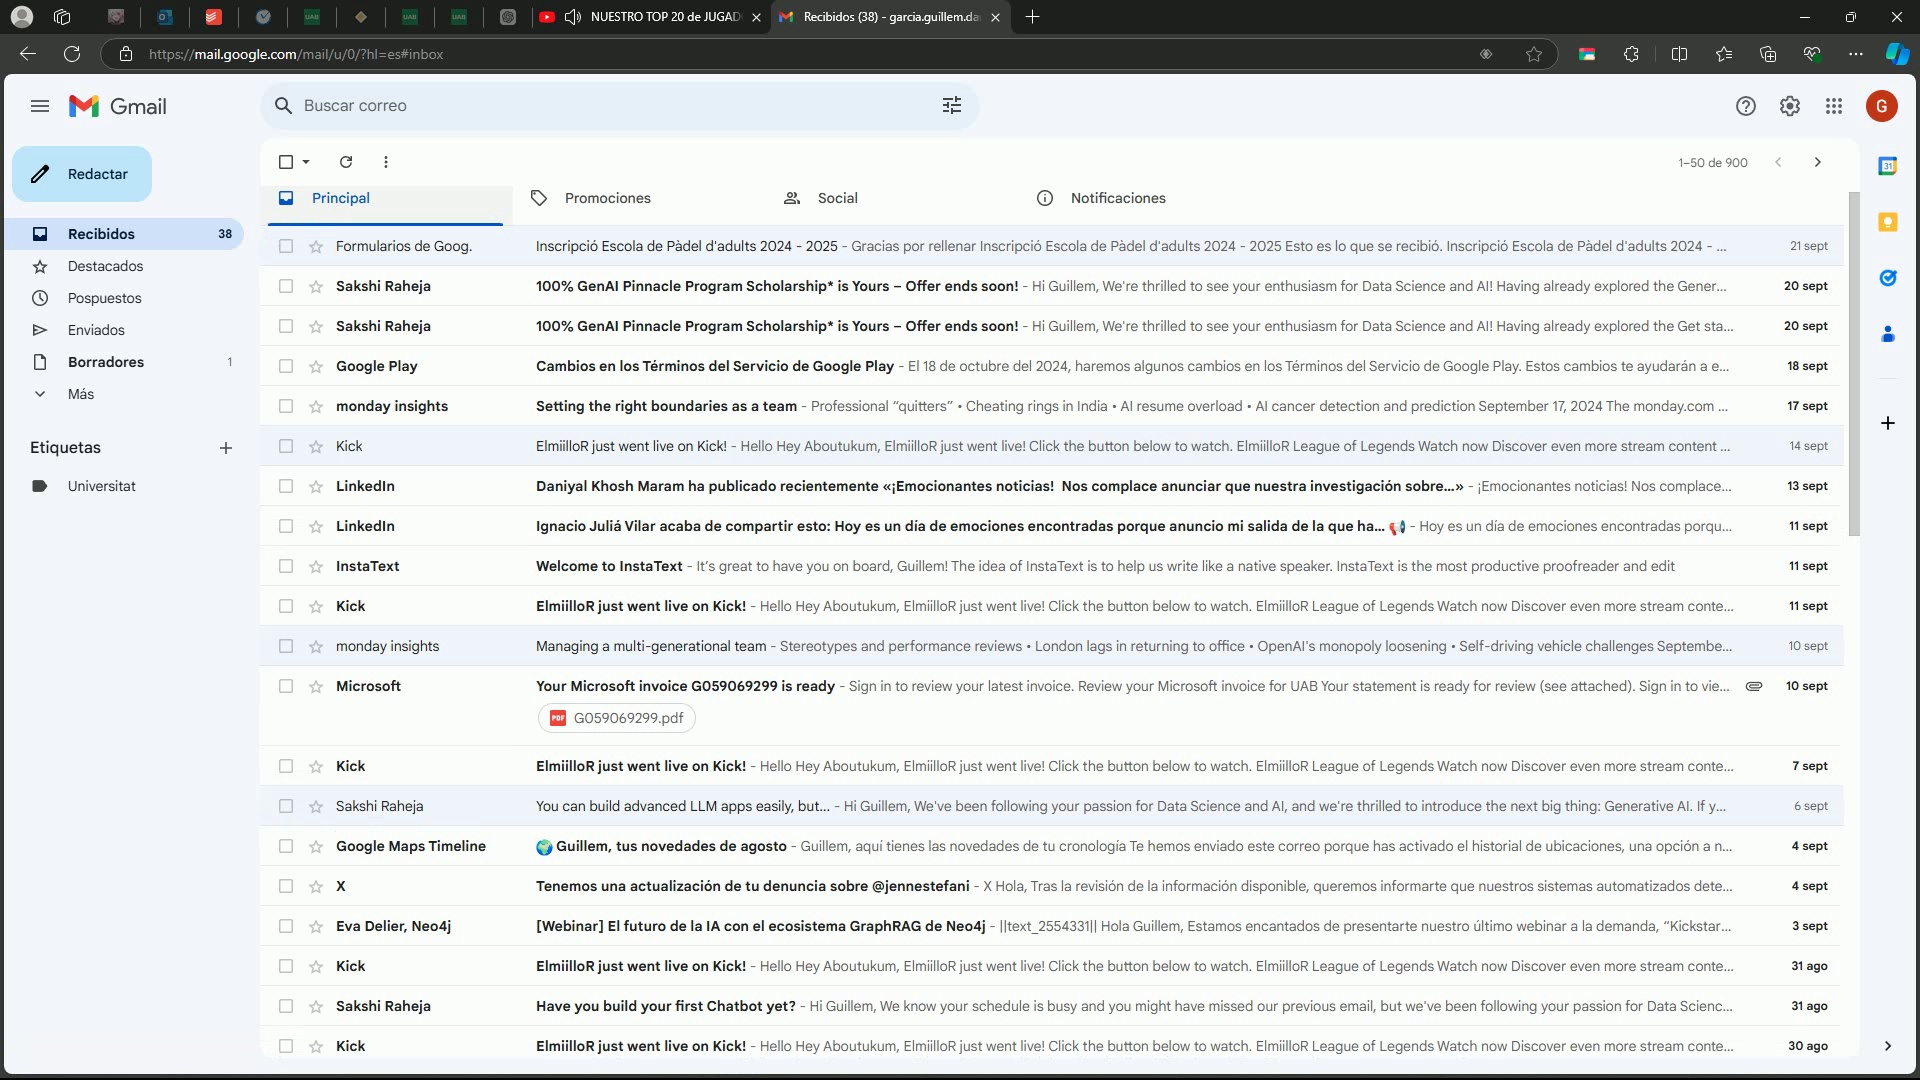 NUESTRO TOP 20 de JUGAD
Recibidos (38) - garcia.guillem.da
https://mail.google.com/mail/u/0/?hl=es#inbox
Gmail
Buscar correo
G
Redactar
1–50 de 900
Principal
Promociones
Social
Notificaciones
Recibidos 38
Destacados
Pospuestos
Enviados
Borradores 1
Más
Etiquetas
Universitat
Formularios de Goog. Inscripció Escola de Pàdel d'adults 2024 - 2025 - Gracias por rellenar Inscripció Escola de Pàdel d'adults 2024 - 2025 Esto es lo que se recibió. Inscripció Escola de Pàdel d'adults 2024 - ... 21 sept
Sakshi Raheja 100% GenAI Pinnacle Program Scholarship* is Yours – Offer ends soon! - Hi Guillem, We're thrilled to see your enthusiasm for Data Science and AI! Having already explored the Gener... 20 sept
Sakshi Raheja 100% GenAI Pinnacle Program Scholarship* is Yours – Offer ends soon! - Hi Guillem, We're thrilled to see your enthusiasm for Data Science and AI! Having already explored the Get sta... 20 sept
Google Play Cambios en los Términos del Servicio de Google Play - El 18 de octubre del 2024, haremos algunos cambios en los Términos del Servicio de Google Play. Estos cambios te ayudarán a e... 18 sept
monday insights Setting the right boundaries as a team - Professional “quitters” • Cheating rings in India • AI resume overload • AI cancer detection and prediction September 17, 2024 The monday.com ... 17 sept
Kick ElmiilloR just went live on Kick! - Hello Hey Aboutukum, ElmiilloR just went live! Click the button below to watch. ElmiilloR League of Legends Watch now Discover even more stream content ... 14 sept
LinkedIn Daniyal Khosh Maram ha publicado recientemente «¡Emocionantes noticias! Nos complace anunciar que nuestra investigación sobre...» - ¡Emocionantes noticias! Nos complace... 13 sept
LinkedIn Ignacio Juliá Vilar acaba de compartir esto: Hoy es un día de emociones encontradas porque anuncio mi salida de la que ha... 📢 - Hoy es un día de emociones encontradas porqu... 11 sept
InstaText Welcome to InstaText - It’s great to have you on board, Guillem! The idea of InstaText is to help us write like a native speaker. InstaText is the most productive proofreader and edit 11 sept
Kick ElmiilloR just went live on Kick! - Hello Hey Aboutukum, ElmiilloR just went live! Click the button below to watch. ElmiilloR League of Legends Watch now Discover even more stream conte... 11 sept
monday insights Managing a multi-generational team - Stereotypes and performance reviews • London lags in returning to office • OpenAI's monopoly loosening • Self-driving vehicle challenges Septembe... 10 sept
Microsoft Your Microsoft invoice G059069299 is ready - Sign in to review your latest invoice. Review your Microsoft invoice for UAB Your statement is ready for review (see attached). Sign in to vie... 10 sept
PDF G059069299.pdf
Kick ElmiilloR just went live on Kick! - Hello Hey Aboutukum, ElmiilloR just went live! Click the button below to watch. ElmiilloR League of Legends Watch now Discover even more stream conte... 7 sept
Sakshi Raheja You can build advanced LLM apps easily, but... - Hi Guillem, We've been following your passion for Data Science and AI, and we're thrilled to introduce the next big thing: Generative AI. If y... 6 sept
Google Maps Timeline 🌍 Guillem, tus novedades de agosto - Guillem, aquí tienes las novedades de tu cronología Te hemos enviado este correo porque has activado el historial de ubicaciones, una opción a n... 4 sept
X Tenemos una actualización de tu denuncia sobre @jennestefani - X Hola, Tras la revisión de la información disponible, queremos informarte que nuestros sistemas automatizados dete... 4 sept
Eva Delier, Neo4j [Webinar] El futuro de la IA con el ecosistema GraphRAG de Neo4j - ||text_2554331|| Hola Guillem, Estamos encantados de presentarte nuestro último webinar a la demanda, “Kickstar... 3 sept
Kick ElmiilloR just went live on Kick! - Hello Hey Aboutukum, ElmiilloR just went live! Click the button below to watch. ElmiilloR League of Legends Watch now Discover even more stream conte... 31 ago
Sakshi Raheja Have you build your first Chatbot yet? - Hi Guillem, We know your schedule is busy and you might have missed our previous email, but we've been following your passion for Data Scienc... 31 ago
Kick ElmiilloR just went live on Kick! - Hello Hey Aboutukum, ElmiilloR just went live! Click the button below to watch. ElmiilloR League of Legends Watch now Discover even more stream conte... 30 ago